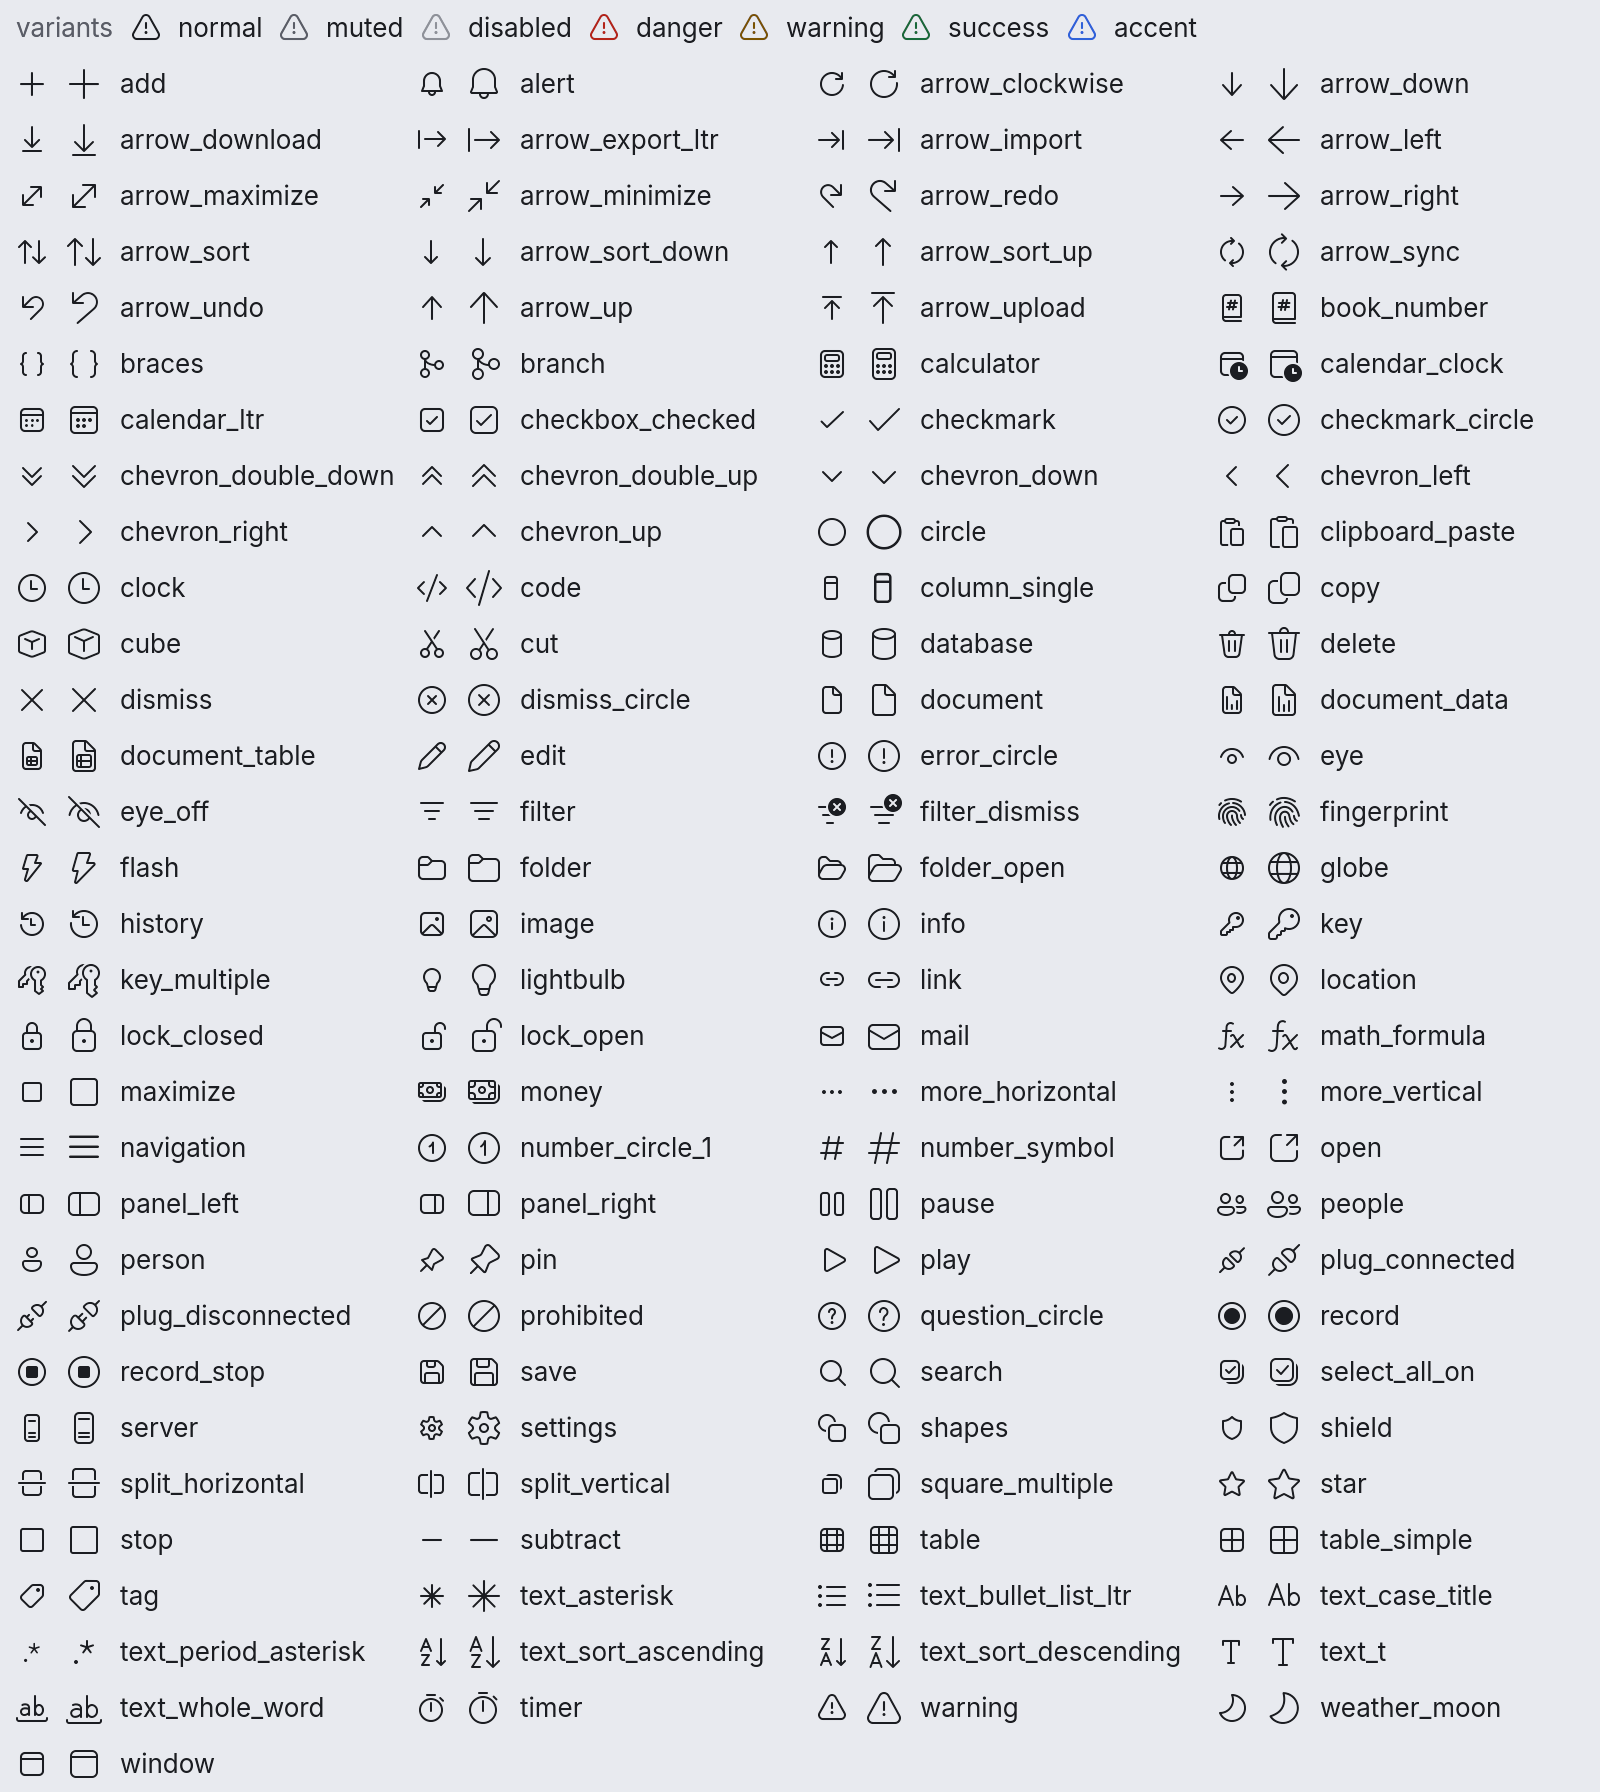 variants normal muted disabled danger warning success accent
add alert arrow_clockwise arrow_down
arrow_download arrow_export_ltr arrow_import arrow_left
arrow_maximize arrow_minimize arrow_redo arrow_right
arrow_sort arrow_sort_down arrow_sort_up arrow_sync
arrow_undo arrow_up arrow_upload book_number
braces branch calculator calendar_clock
calendar_ltr checkbox_checked checkmark checkmark_circle
chevron_double_down chevron_double_up chevron_down chevron_left
chevron_right chevron_up circle clipboard_paste
clock code column_single copy
cube cut database delete
dismiss dismiss_circle document document_data
document_table edit error_circle eye
eye_off filter filter_dismiss fingerprint
flash folder folder_open globe
history image info key
key_multiple lightbulb link location
lock_closed lock_open mail math_formula
maximize money more_horizontal more_vertical
navigation number_circle_1 number_symbol open
panel_left panel_right pause people
person pin play plug_connected
plug_disconnected prohibited question_circle record
record_stop save search select_all_on
server settings shapes shield
split_horizontal split_vertical square_multiple star
stop subtract table table_simple
tag text_asterisk text_bullet_list_ltr text_case_title
text_period_asterisk text_sort_ascending text_sort_descending text_t
text_whole_word timer warning weather_moon
window